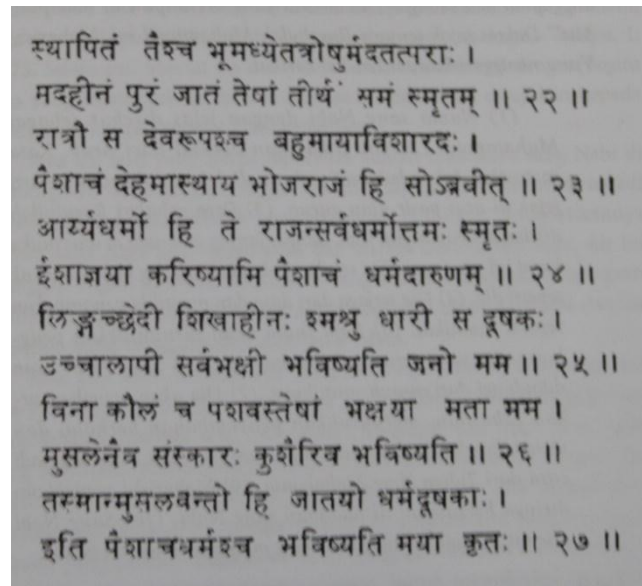 स्थापितं तैश्च भूमध्येतत्रोषुर्मदतत्पराः ।
मदहीनं पुरं जातं तेषां तीर्थं समं स्मृतम् ॥ २२ ॥
रात्रौ स देवरूपश्च बहुमायाविशारदः ।
पैशाचं देहमास्थाय भोजराजं हि सोऽब्रवीत् ॥ २३ ॥
आर्य्यधर्मो हि ते राजन्सर्वधर्मोत्तमः स्मृतः ।
ईशाज्ञया करिष्यामि पैशाचं धर्मदारुणम् ॥ २४ ॥
लिङ्गच्छेदी शिखाहीनः श्मश्रु धारी स दूषकः ।
उच्चालापी सर्वभक्षी भविष्यति जनो मम ॥ २५ ॥
विना कौलं च पशवस्तेषां भक्षया मता मम ।
मुसलेनैव संस्कारः कुशैरिव भविष्यति ॥ २६ ॥
तस्मान्मुसलवन्तो हि जातयो धर्मदूषकाः ।
इति पैशाचधर्मश्च भविष्यति मया कृतः ॥ २७ ॥